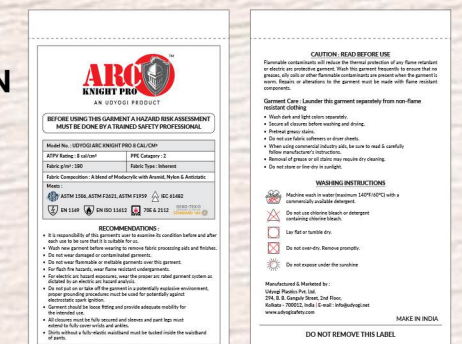 N
ARC
KNIGHT PRO
AN UDYOGI PRODUCT
BEFORE USING THIS GARMENT A HAZARD RISK ASSESSMENT
MUST BE DONE BY A TRAINED SAFETY PROFESSIONAL
Model No. : UDYOGI ARC KNIGHT PRO 8 CAL/CM²
ATPV Rating : 8 cal/cm²
PPE Category : 2
Fabric g/m² : 180
Fabric Type : Inherent
Fabric Composition : A blend of Modacrylic with Aramid, Nylon & Antistatic
Meets :
ASTM 1506, ASTM F2621, ASTM F1959
IEC 61482
EN 1149
EN ISO 11612
70E & 2112
RECOMMENDATIONS :
• It is responsibility of this garment's user to examine its condition before and after
each use to be sure that it is suitable for us.
• Wash new garment before wearing to remove fabric processing aids and finishes.
• Do not wear damaged or contaminated garments.
• Do not wear flammable or meltable garments over this garment.
• For flash fire hazards, wear flame resistant undergarments.
• For electric arc hazard exposures, wear the proper arc rated garment system as
dictated by an electric arc hazard analysis.
• Do not put on or take off the garment in a potentially explosive environment,
proper grounding procedures must be used for potentially against
electrostatic spark ignition.
• Garment should be loose fitting and provide adequate mobility for
the intended use.
• All closures must be fully secured and sleeves and pant legs must
extend to fully cover wrists and ankles.
• Shirts without a fully-elastic waistband must be tucked inside the waistband
of pants.
CAUTION : READ BEFORE USE
Flammable contaminants will reduce the thermal protection of any flame retardant
or electric arc protective garment. Wash this garment frequently to ensure that no
greases, oily soils or other flammable contaminants are present when the garment is
worn. Repairs or alterations to the garment must be made with flame resistant
components.
Garment Care : Launder this garment separately from non-flame
resistant clothing
• Wash dark and light colors separately.
• Secure all closures before washing and drying.
• Pretreat greasy stains.
• Do not use fabric softeners or dryer sheets.
• When using commercial industry aids, be sure to read & carefully
follow manufacturer's instructions.
• Removal of grease or oil stains may require dry cleaning.
• Do not store or line-dry in sunlight.
WASHING INSTRUCTIONS
Machine wash in water (maximum 140°F/60°C) with a
commercially available detergent.
Do not use chlorine bleach or detergent
containing chlorine bleach.
Lay flat or tumble dry.
Do not over-dry. Remove promptly.
Do not expose under the sunshine
Manufactured & Marketed by :
Udyogi Plastics Pvt. Ltd.
294, B. B. Ganguly Street, 2nd Floor,
Kolkata - 700012, India | E-mail : info@udyogi.net
www.udyogisafety.com
MAKE IN INDIA
DO NOT REMOVE THIS LABEL